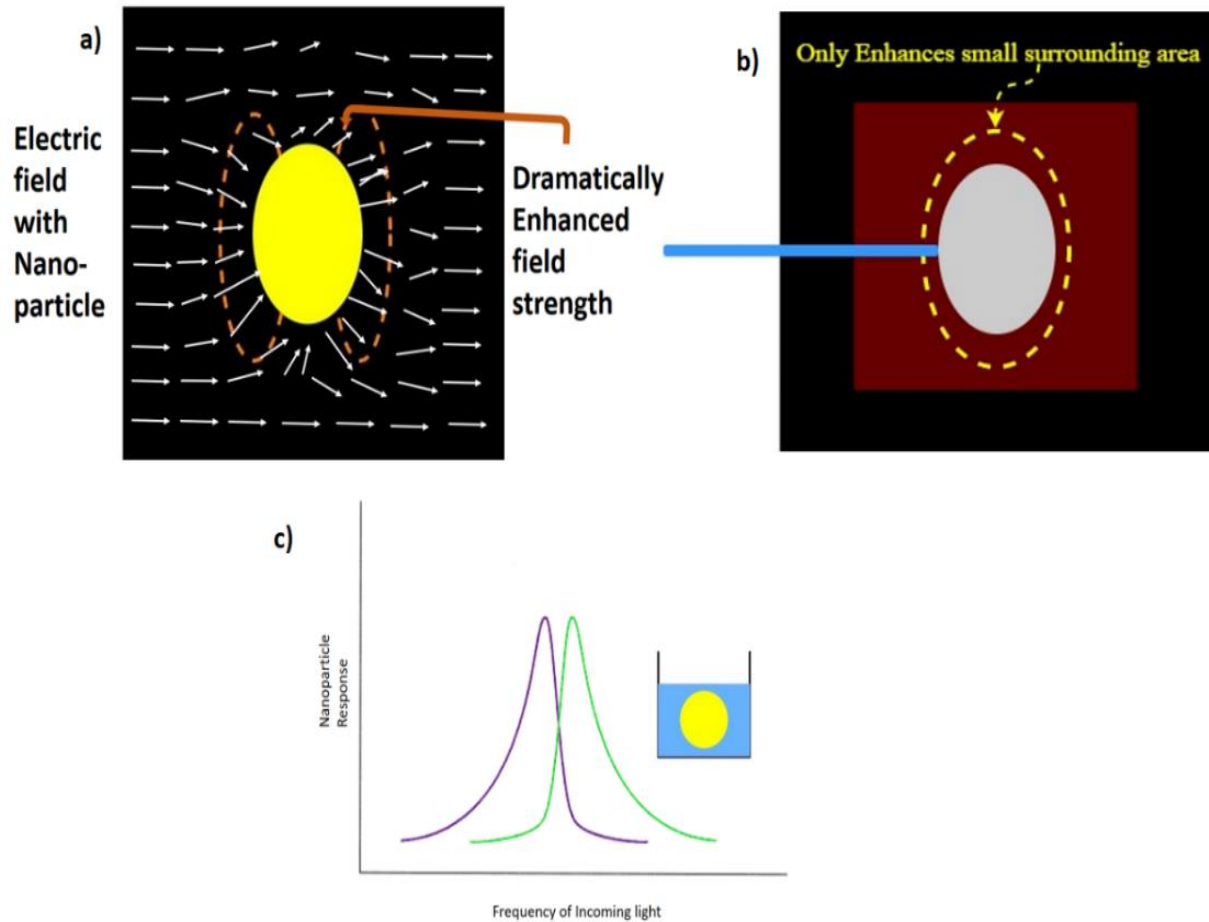 a)
Electric
field
with
Nano-
particle
Dramatically
Enhanced
field
strength
b)
Only Enhances small surrounding area
c)
Nanoparticle
Response
Frequency of Incoming light